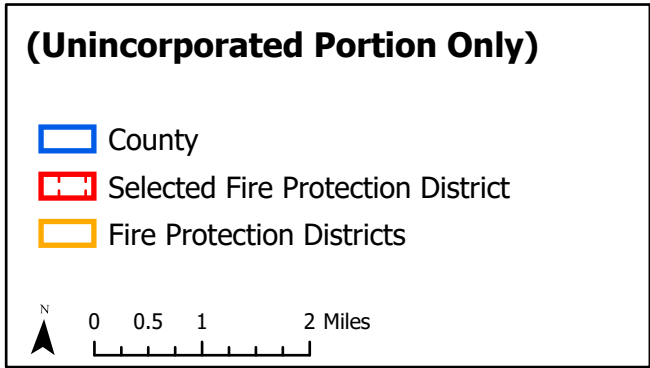 (Unincorporated Portion Only)
County
Selected Fire Protection District
Fire Protection Districts
N
0 0.5 1 2 Miles